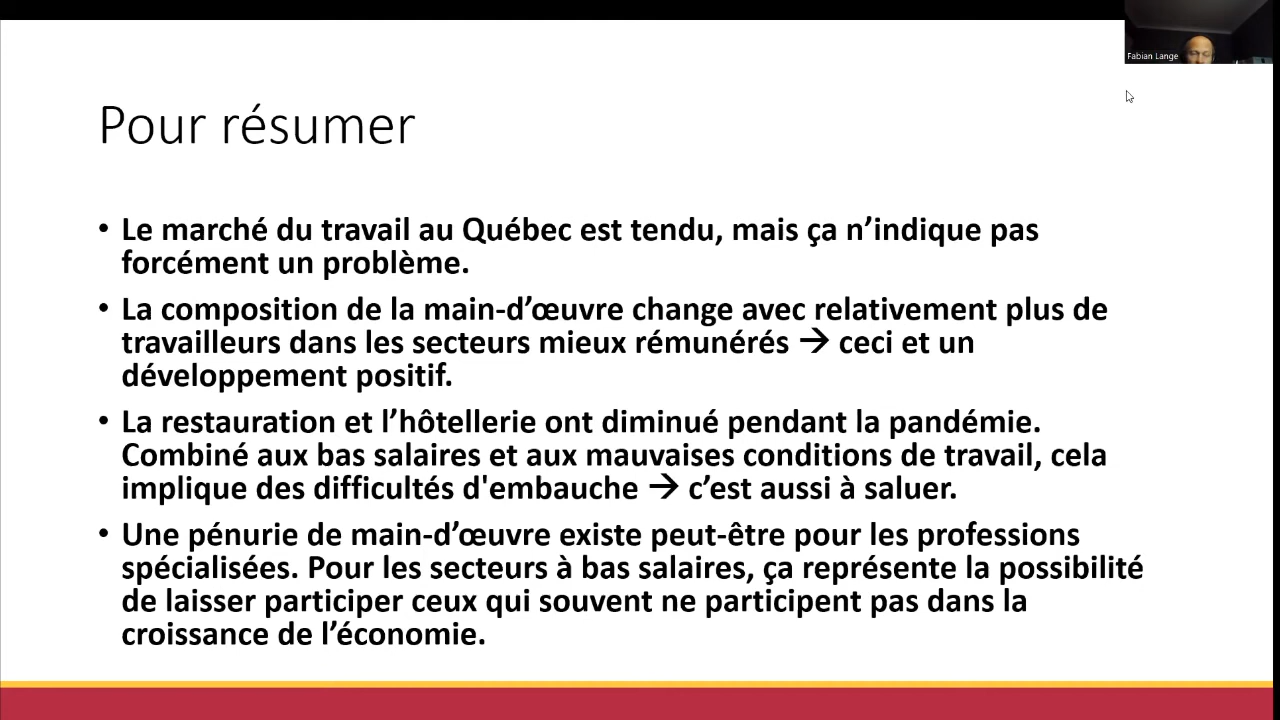 Fabian Lange
Pour résumer
• Le marché du travail au Québec est tendu, mais ça n’indique pas
forcément un problème.
• La composition de la main-d’œuvre change avec relativement plus de
travailleurs dans les secteurs mieux rémunérés → ceci et un
développement positif.
• La restauration et l’hôtellerie ont diminué pendant la pandémie.
Combiné aux bas salaires et aux mauvaises conditions de travail, cela
implique des difficultés d'embauche → c’est aussi à saluer.
• Une pénurie de main-d’œuvre existe peut-être pour les professions
spécialisées. Pour les secteurs à bas salaires, ça représente la possibilité
de laisser participer ceux qui souvent ne participent pas dans la
croissance de l’économie.